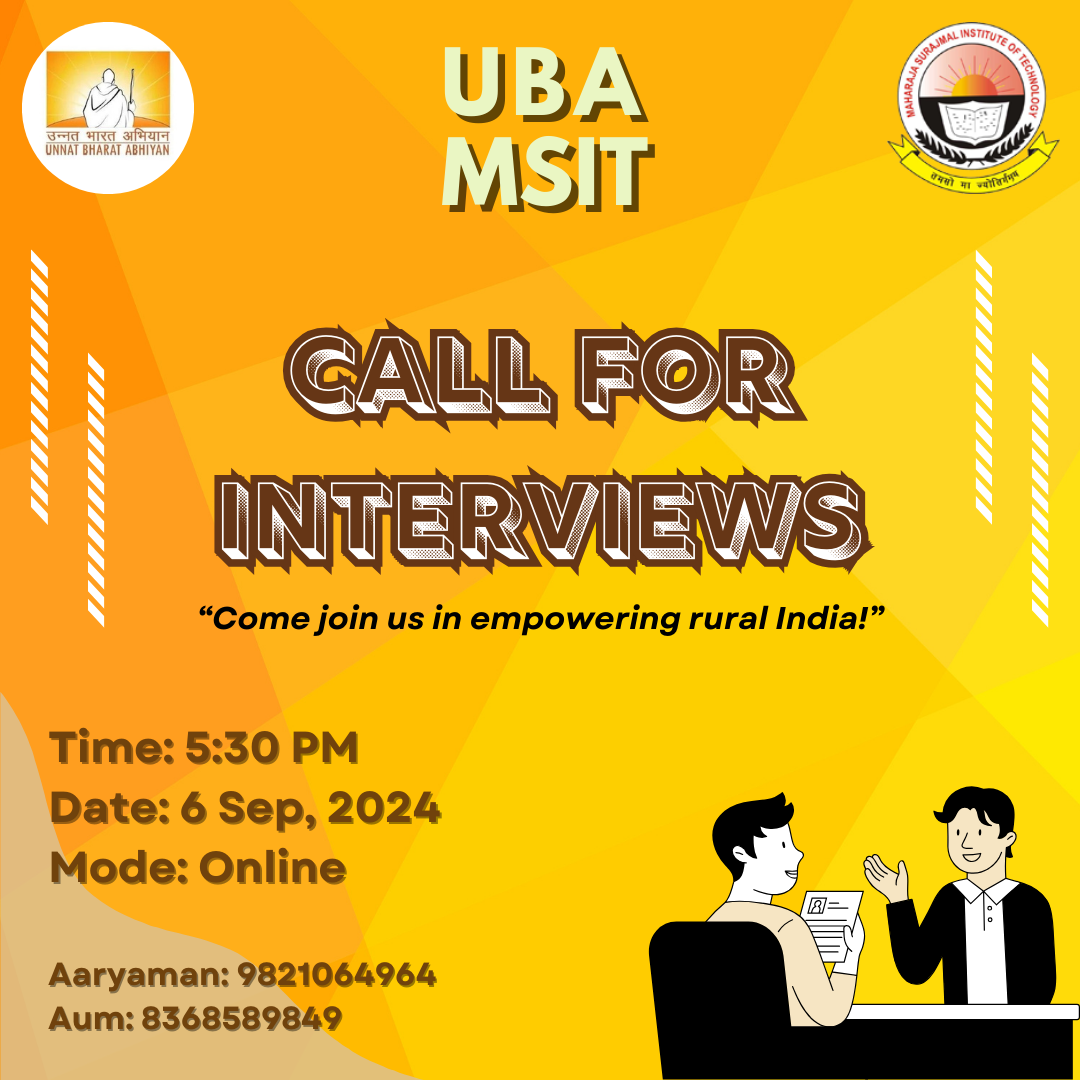 उन्नत भारत अभियान
UNNAT BHARAT ABHIYAN
UBA
MSIT
MAHARAJA SURAJMAL INSTITUTE OF TECHNOLOGY
तमसो मा ज्योतिर्गमय
CALL FOR
INTERVIEWS
“Come join us in empowering rural India!”
Time: 5:30 PM
Date: 6 Sep, 2024
Mode: Online
Aaryaman: 9821064964
Aum: 8368589849